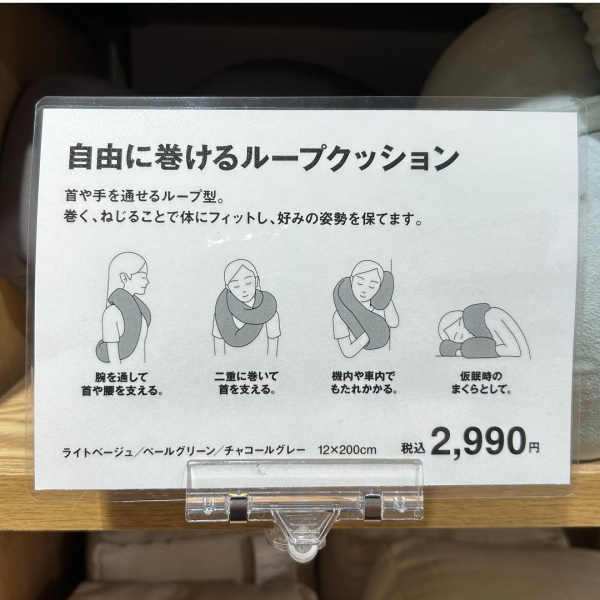 自由に巻けるループクッション
首や手を通せるループ型。
巻く、ねじることで体にフィットし、好みの姿勢を保てます。
腕を通して
首や腰を支える。
二重に巻いて
首を支える。
機内や車内で
もたれかかる。
仮眠時の
まくらとして。
ライトベージュ／ペールグリーン／チャコールグレー 12×200cm 税込 2,990円